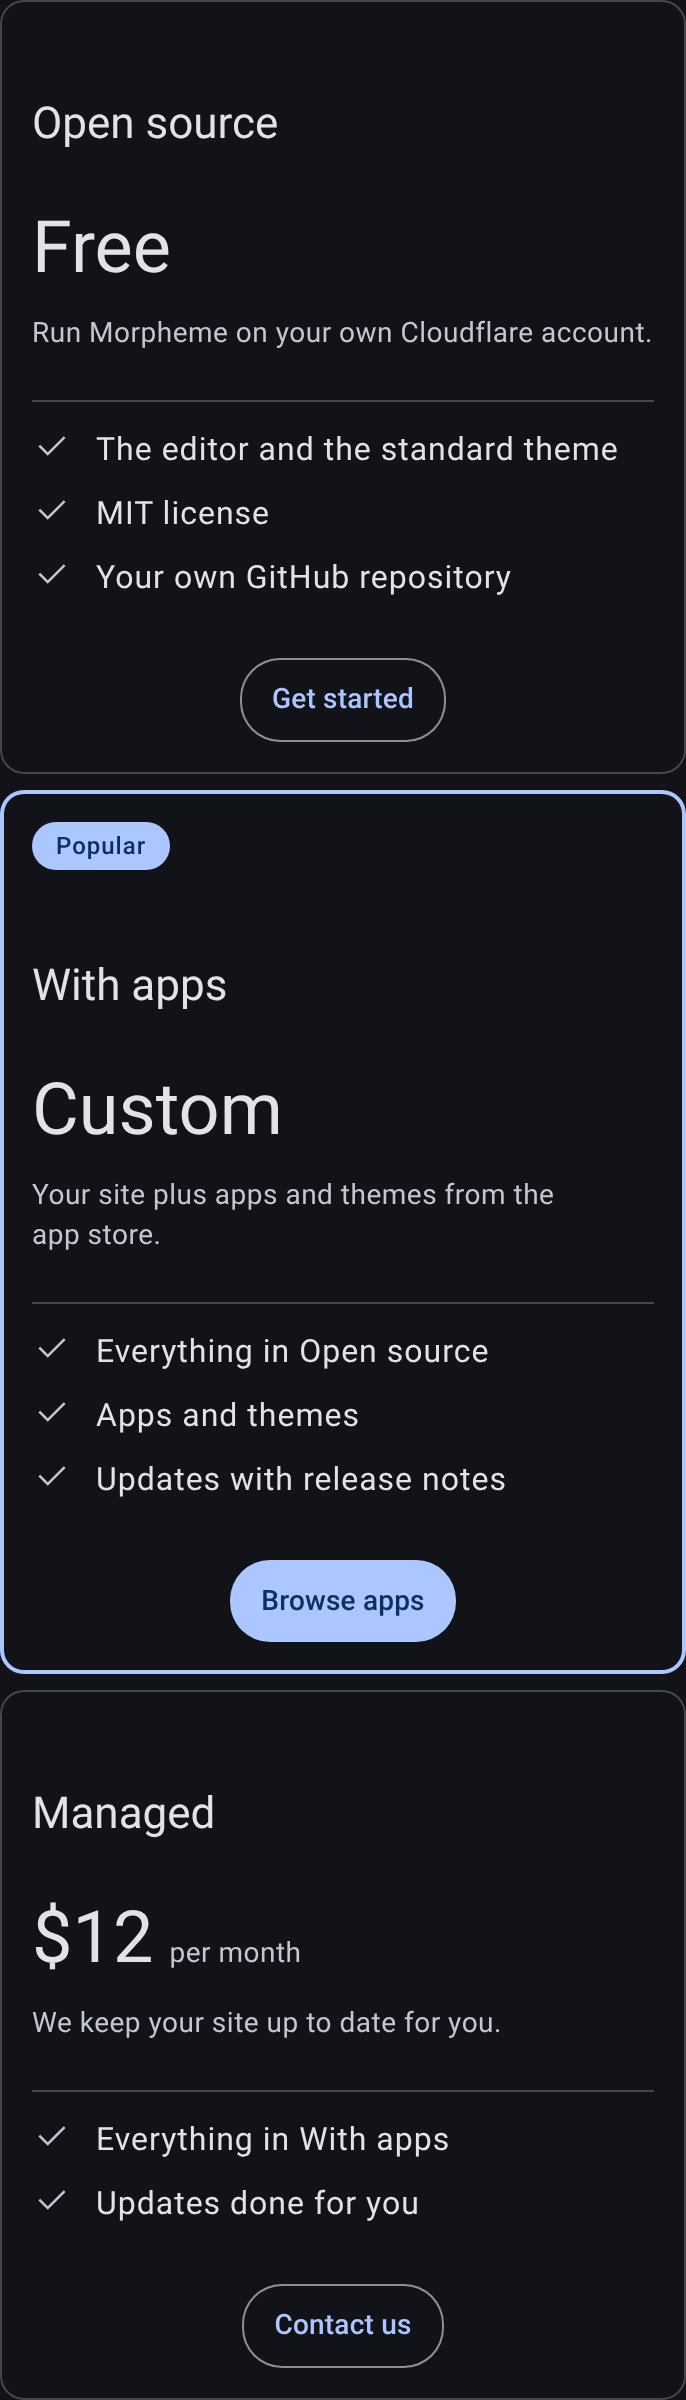 Open source
Free
Run Morpheme on your own Cloudflare account.
The editor and the standard theme
MIT license
Your own GitHub repository
Get started
Popular
With apps
Custom
Your site plus apps and themes from the
app store.
Everything in Open source
Apps and themes
Updates with release notes
Browse apps
Managed
$12 per month
We keep your site up to date for you.
Everything in With apps
Updates done for you
Contact us